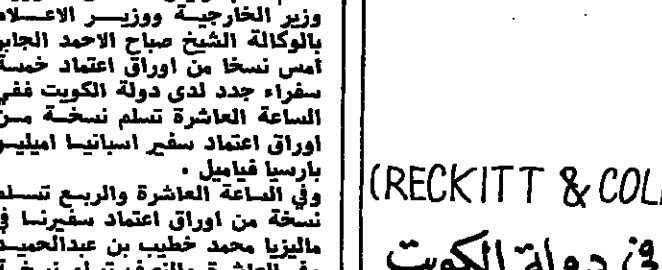 وزير الخارجية ووزير الاعلام
بالوكالة الشيخ صباح الاحمد الجابر
أمس نسخا من اوراق اعتماد خمسة
سفراء جدد لدى دولة الكويت ففي
الساعة العاشرة تسلم نسخة من
اوراق اعتماد سفير اسبانيا اميليو
بارسيا فياميل .
وفي الساعة العاشرة والربع تسلم
نسخة من اوراق اعتماد سفيرنا في
ماليزيا محمد خطيب بن عبدالحميد
(RECKITT & COL
في دولة الكويت